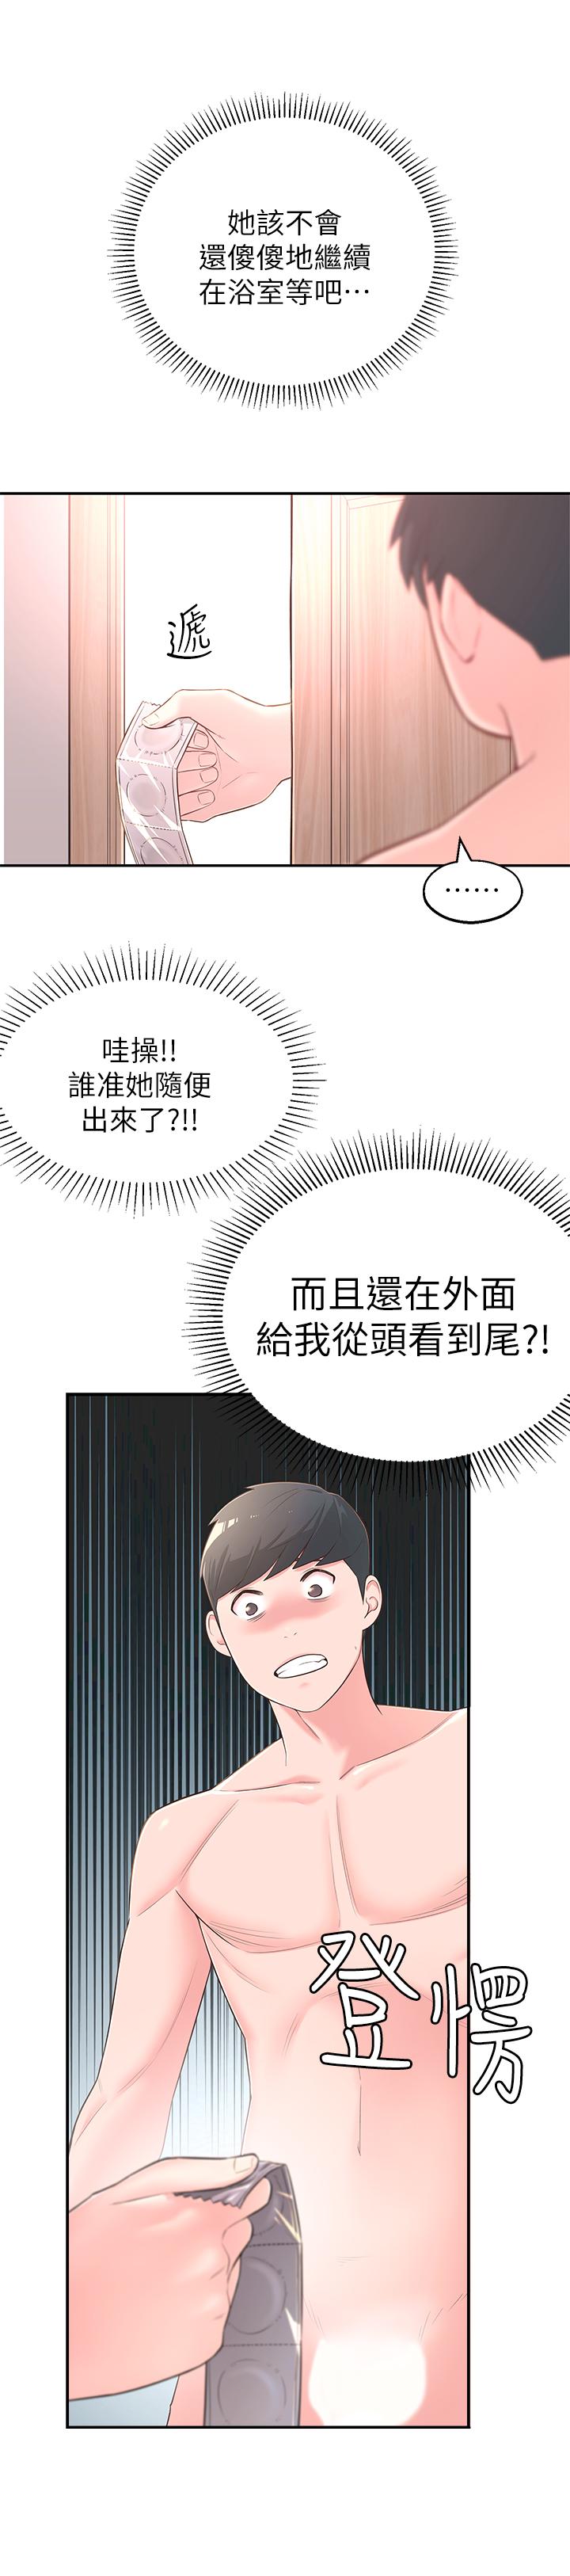 她該不會
還傻傻地繼續
在浴室等吧…
遞
……
哇操!!
誰准她隨便
出來了?!!
而且還在外面
給我從頭看到尾?!
登愣